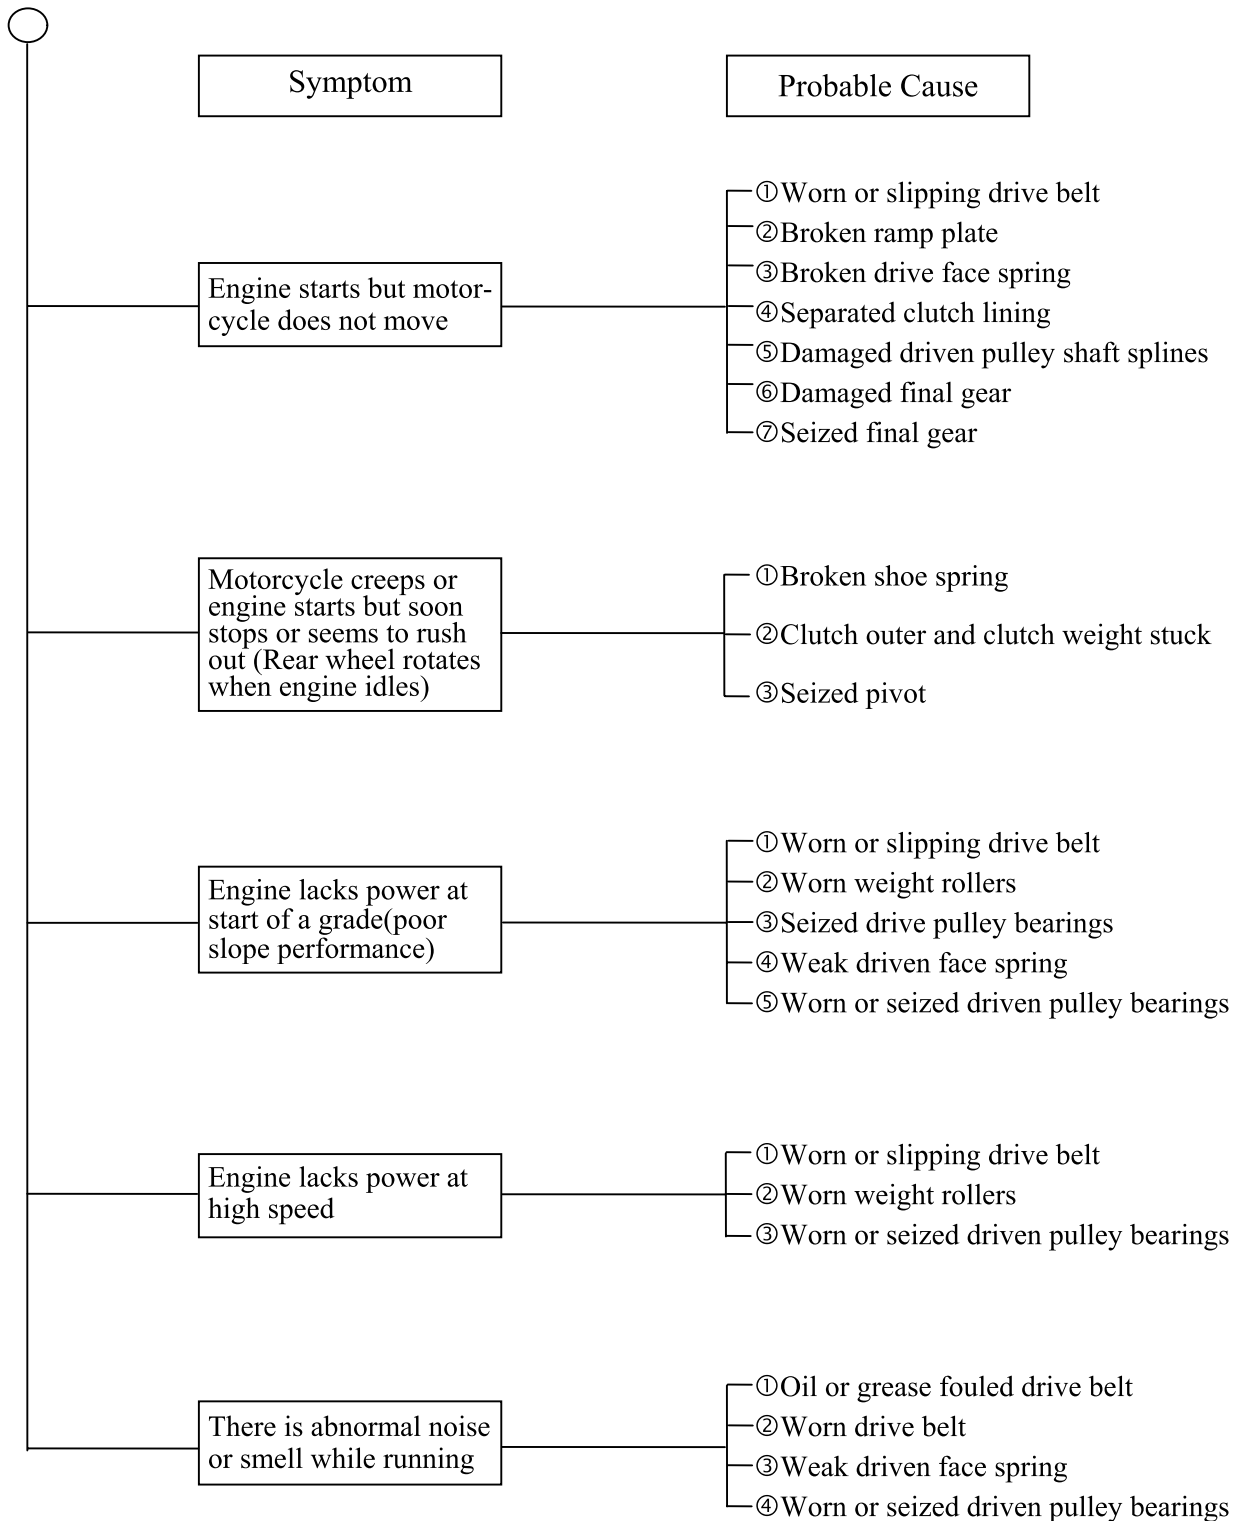 Symptom
Probable Cause
Engine starts but motor-
cycle does not move
①Worn or slipping drive belt
②Broken ramp plate
③Broken drive face spring
④Separated clutch lining
⑤Damaged driven pulley shaft splines
⑥Damaged final gear
⑦Seized final gear
Motorcycle creeps or
engine starts but soon
stops or seems to rush
out (Rear wheel rotates
when engine idles)
①Broken shoe spring
②Clutch outer and clutch weight stuck
③Seized pivot
Engine lacks power at
start of a grade(poor
slope performance)
①Worn or slipping drive belt
②Worn weight rollers
③Seized drive pulley bearings
④Weak driven face spring
⑤Worn or seized driven pulley bearings
Engine lacks power at
high speed
①Worn or slipping drive belt
②Worn weight rollers
③Worn or seized driven pulley bearings
There is abnormal noise
or smell while running
①Oil or grease fouled drive belt
②Worn drive belt
③Weak driven face spring
④Worn or seized driven pulley bearings